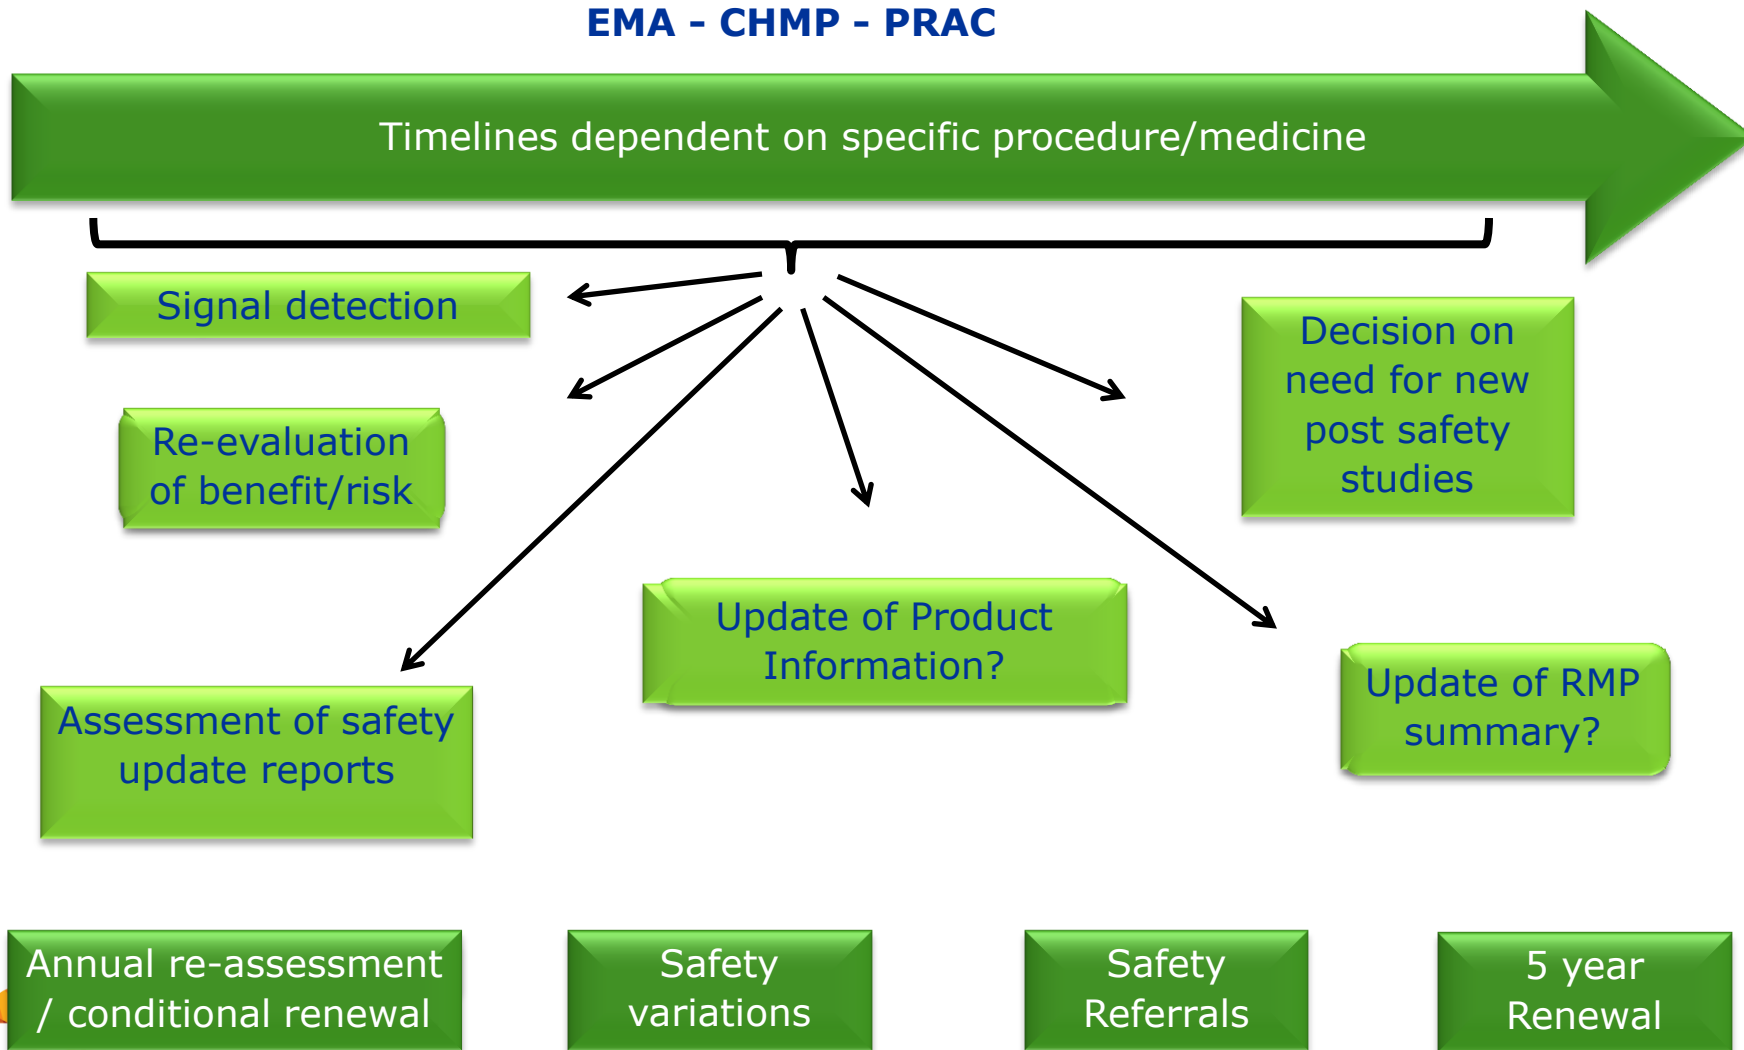 EMA – CHMP – PRAC
Timelines dependent on specific procedure/medicine
Signal detection
Decision on
need for new
post safety
studies
Re-evaluation
of benefit/risk
Update of Product
Information?
Update of RMP
summary?
Assessment of safety
update reports
Annual re-assessment
/ conditional renewal
Safety
variations
Safety
Referrals
5 year
Renewal